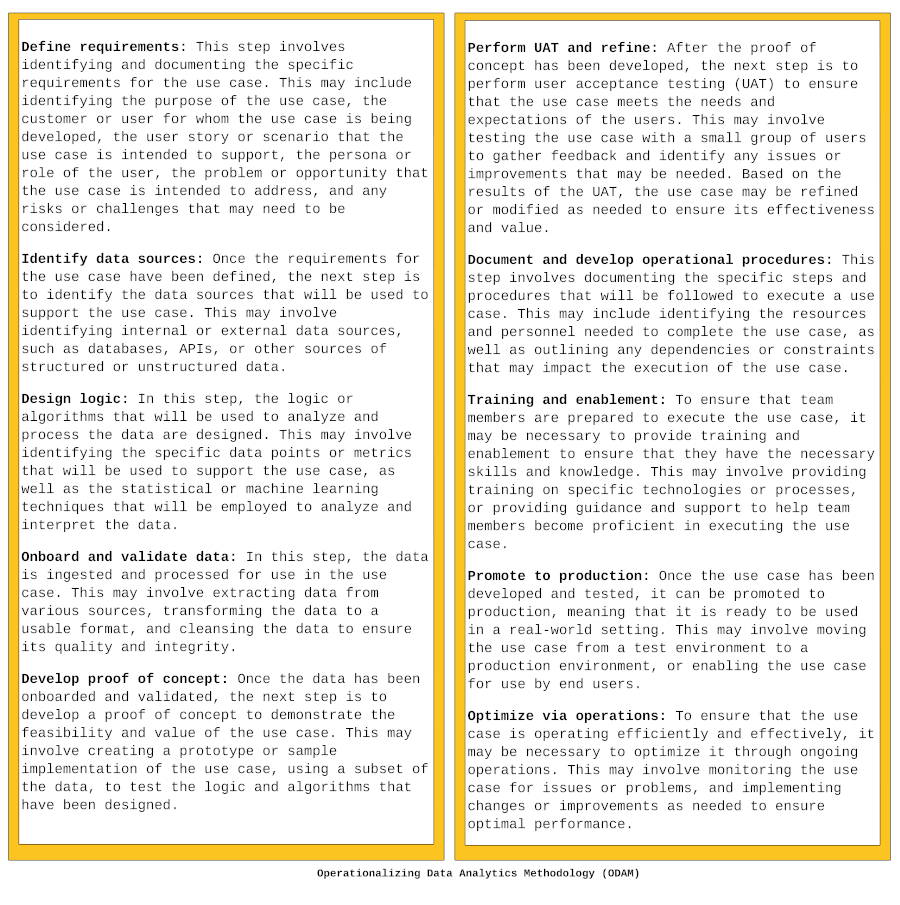 Define requirements: This step involves
identifying and documenting the specific
requirements for the use case. This may include
identifying the purpose of the use case, the
customer or user for whom the use case is being
developed, the user story or scenario that the
use case is intended to support, the persona or
role of the user, the problem or opportunity that
the use case is intended to address, and any
risks or challenges that may need to be
considered.
Identify data sources: Once the requirements for
the use case have been defined, the next step is
to identify the data sources that will be used to
support the use case. This may involve
identifying internal or external data sources,
such as databases, APIs, or other sources of
structured or unstructured data.
Design logic: In this step, the logic or
algorithms that will be used to analyze and
process the data are designed. This may involve
identifying the specific data points or metrics
that will be used to support the use case, as
well as the statistical or machine learning
techniques that will be employed to analyze and
interpret the data.
Onboard and validate data: In this step, the data
is ingested and processed for use in the use
case. This may involve extracting data from
various sources, transforming the data to a
usable format, and cleansing the data to ensure
its quality and integrity.
Develop proof of concept: Once the data has been
onboarded and validated, the next step is to
develop a proof of concept to demonstrate the
feasibility and value of the use case. This may
involve creating a prototype or sample
implementation of the use case, using a subset of
the data, to test the logic and algorithms that
have been designed.
Perform UAT and refine: After the proof of
concept has been developed, the next step is to
perform user acceptance testing (UAT) to ensure
that the use case meets the needs and
expectations of the users. This may involve
testing the use case with a small group of users
to gather feedback and identify any issues or
improvements that may be needed. Based on the
results of the UAT, the use case may be refined
or modified as needed to ensure its effectiveness
and value.
Document and develop operational procedures: This
step involves documenting the specific steps and
procedures that will be followed to execute a use
case. This may include identifying the resources
and personnel needed to complete the use case, as
well as outlining any dependencies or constraints
that may impact the execution of the use case.
Training and enablement: To ensure that team
members are prepared to execute the use case, it
may be necessary to provide training and
enablement to ensure that they have the necessary
skills and knowledge. This may involve providing
training on specific technologies or processes,
or providing guidance and support to help team
members become proficient in executing the use
case.
Promote to production: Once the use case has been
developed and tested, it can be promoted to
production, meaning that it is ready to be used
in a real-world setting. This may involve moving
the use case from a test environment to a
production environment, or enabling the use case
for use by end users.
Optimize via operations: To ensure that the use
case is operating efficiently and effectively, it
may be necessary to optimize it through ongoing
operations. This may involve monitoring the use
case for issues or problems, and implementing
changes or improvements as needed to ensure
optimal performance.
Operationalizing Data Analytics Methodology (ODAM)